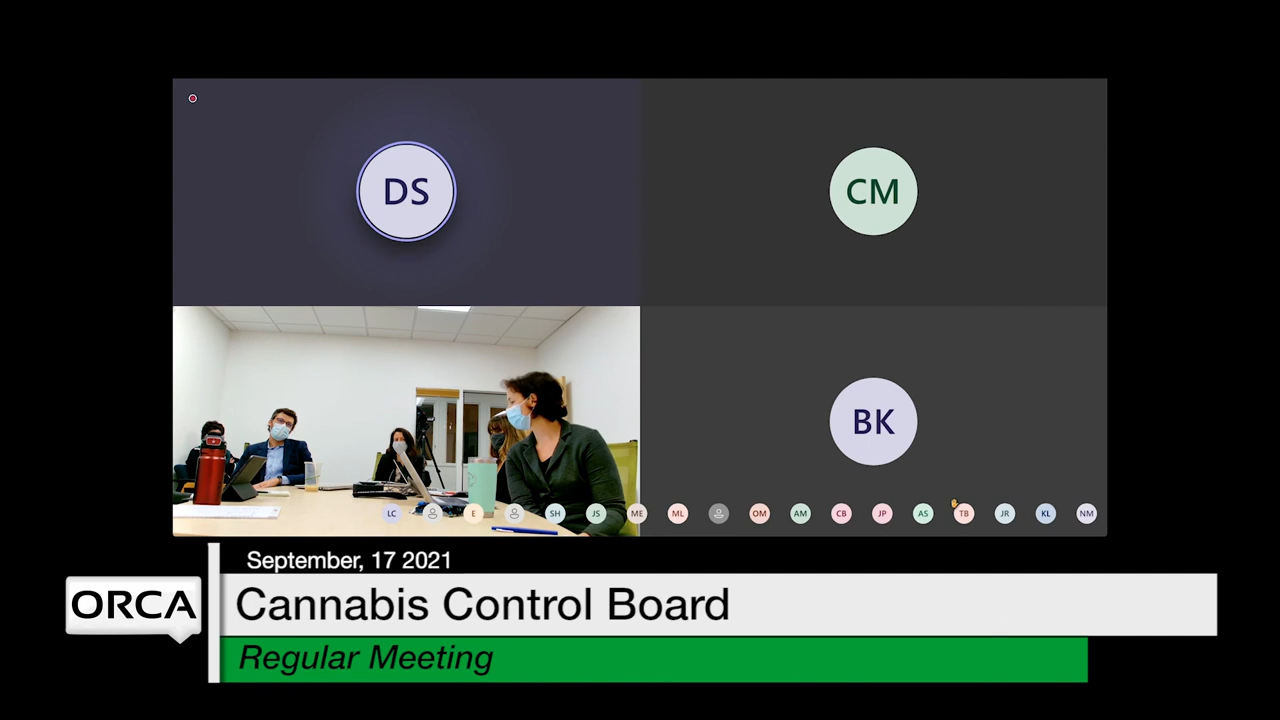 DS
CM
BK
LC E SH JS ME ML OM AM CB JP AS TB JR KL NM
September, 17 2021
ORCA
Cannabis Control Board
Regular Meeting